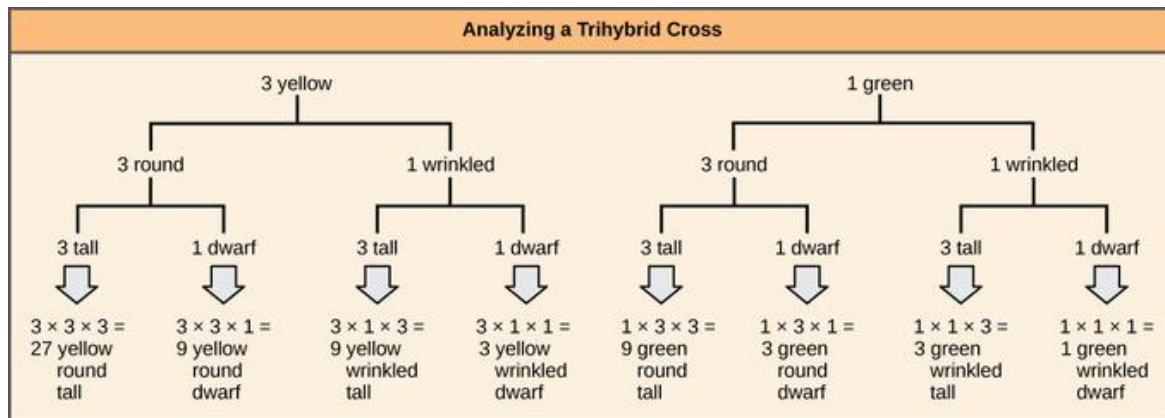 Analyzing a Trihybrid Cross
3 yellow
1 green
3 round
1 wrinkled
3 round
1 wrinkled
3 tall
1 dwarf
3 tall
1 dwarf
3 tall
1 dwarf
3 tall
1 dwarf
3 × 3 × 3 =
27 yellow
round
tall
3 × 3 × 1 =
9 yellow
round
dwarf
3 × 1 × 3 =
9 yellow
wrinkled
tall
3 × 1 × 1 =
3 yellow
wrinkled
dwarf
1 × 3 × 3 =
9 green
round
tall
1 × 3 × 1 =
3 green
round
dwarf
1 × 1 × 3 =
3 green
wrinkled
tall
1 × 1 × 1 =
1 green
wrinkled
dwarf